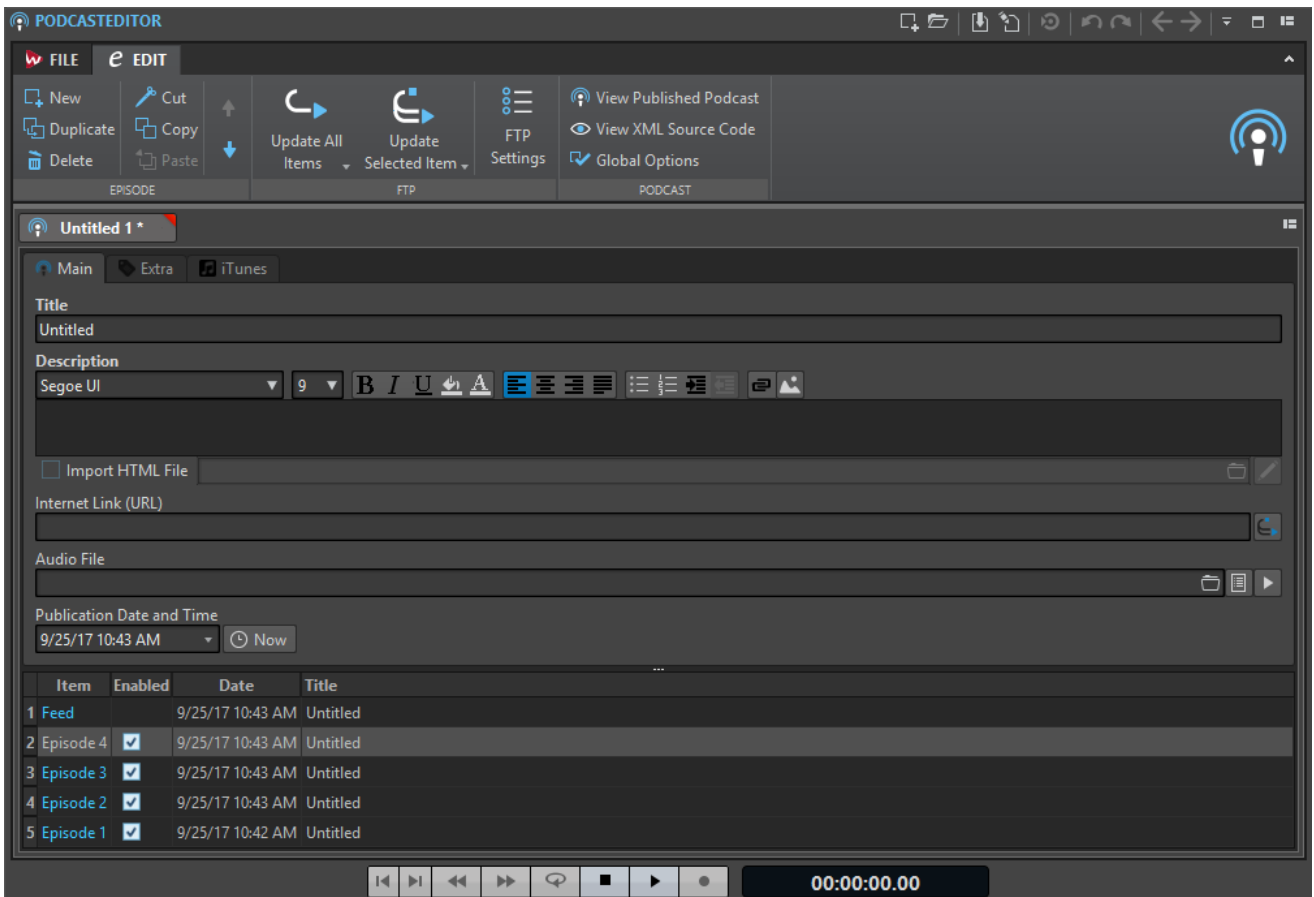 PODCASTEDITOR
FILE
EDIT
New
Cut
Duplicate
Copy
Delete
Paste
EPISODE
Update All
Items
Update
Selected Item
FTP
Settings
FTP
View Published Podcast
View XML Source Code
Global Options
PODCAST
Untitled 1 *
Main
Extra
iTunes
Title
Untitled
Description
Segoe UI
9
B I U A
Import HTML File
Internet Link (URL)
Audio File
Publication Date and Time
9/25/17 10:43 AM
Now
Item Enabled Date Title
1 Feed 9/25/17 10:43 AM Untitled
2 Episode 4 9/25/17 10:43 AM Untitled
3 Episode 3 9/25/17 10:43 AM Untitled
4 Episode 2 9/25/17 10:43 AM Untitled
5 Episode 1 9/25/17 10:42 AM Untitled
00:00:00.00